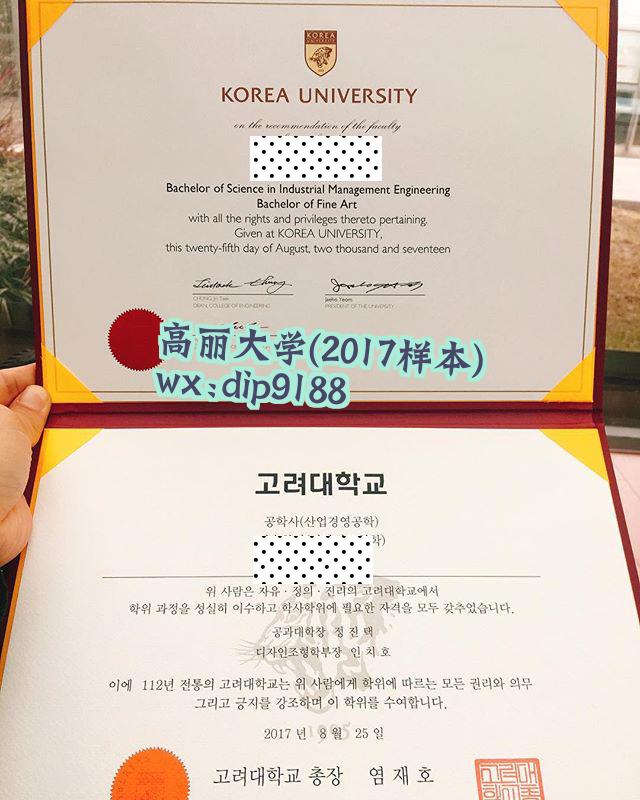 KOREA
UNIVERSITY
KOREA UNIVERSITY
on the recommendation of the faculty
Bachelor of Science in Industrial Management Engineering
Bachelor of Fine Art
with all the rights and privileges thereto pertaining.
Given at KOREA UNIVERSITY,
this twenty-fifth day of August, two thousand and seventeen
CHUNG Jin Taek
DEAN, COLLEGE OF ENGINEERING
Jaeho Yeom
PRESIDENT OF THE UNIVERSITY
高丽大学(2017样本)
wx:dip9188
고려대학교
공학사(산업경영공학)
학)
위 사람은 자유·정의·진리의 고려대학교에서
학위 과정을 성실히 이수하고 학사학위에 필요한 자격을 모두 갖추었습니다.
공과대학장 정진택
디자인조형학부장 인치호
이에 112년 전통의 고려대학교는 위 사람에게 학위에 따르는 모든 권리와 의무
그리고 긍지를 강조하며 이 학위를 수여합니다.
1905
2017년 8월 25일
고려대학교 총장 염재호